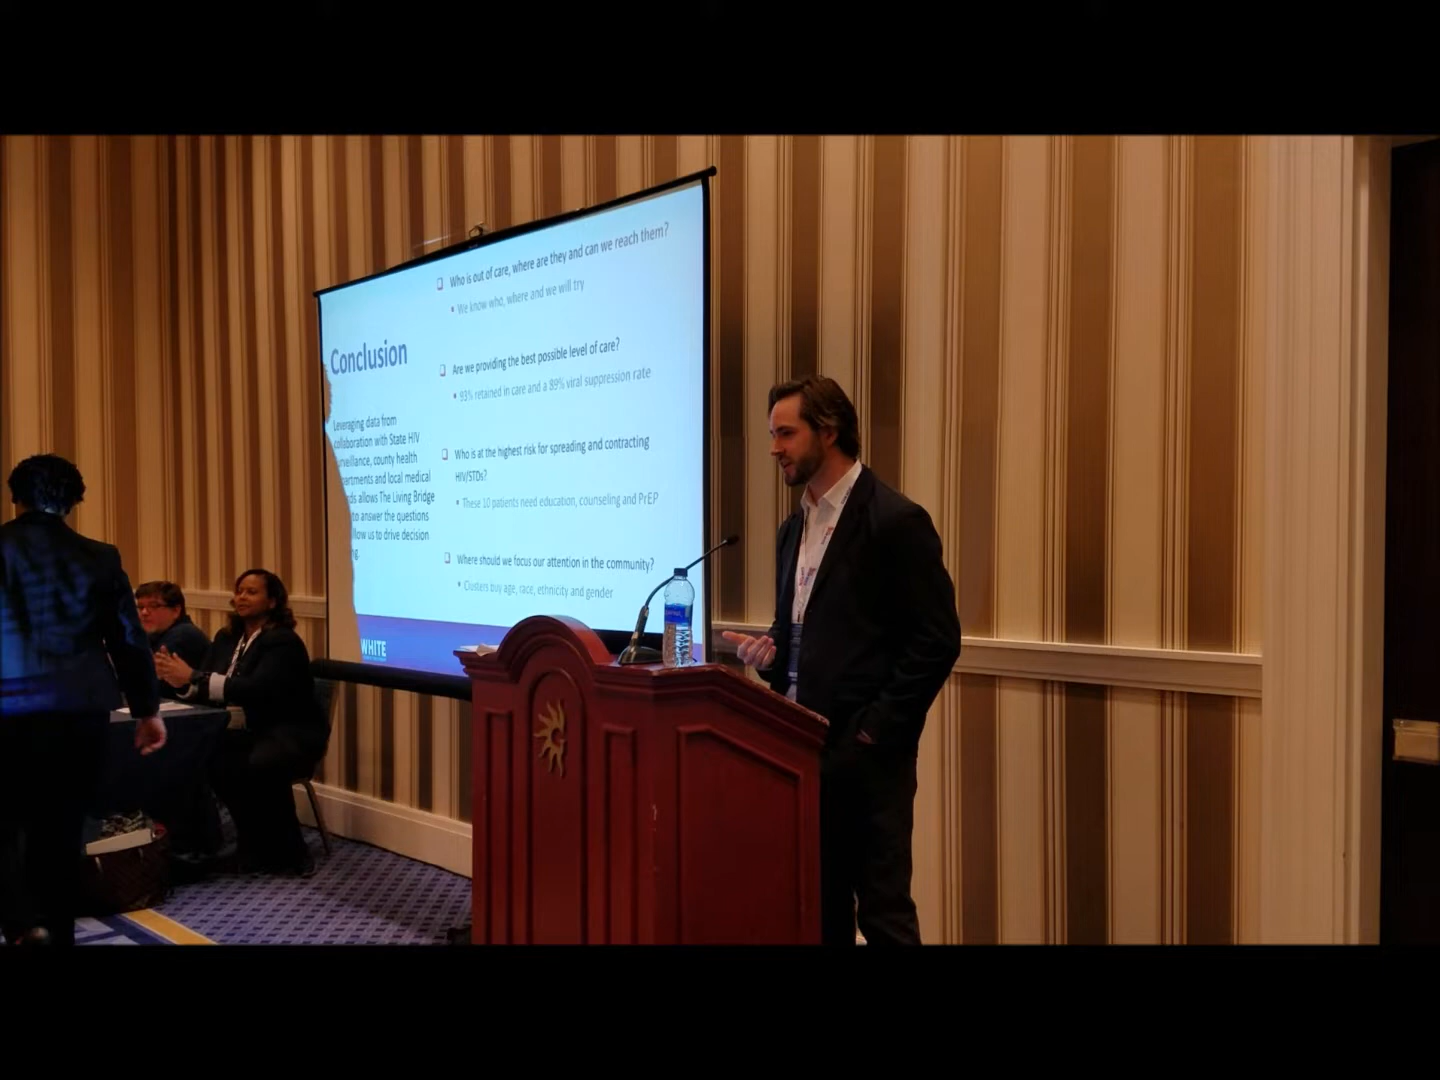 Conclusion
Leveraging data from
collaboration with State HIV
urveillance, county health
artments and local medical
ds allows The Living Bridge
to answer the questions
llow us to drive decision
g.
Who is out of care, where are they and can we reach them?
We know who, where and we will try
Are we providing the best possible level of care?
93% retained in care and a 89% viral suppression rate
Who is at the highest risk for spreading and contracting
HIV/STDs?
These 10 patients need education, counseling and PrEP
Where should we focus our attention in the community?
Clusters buy age, race, ethnicity and gender
WHITE